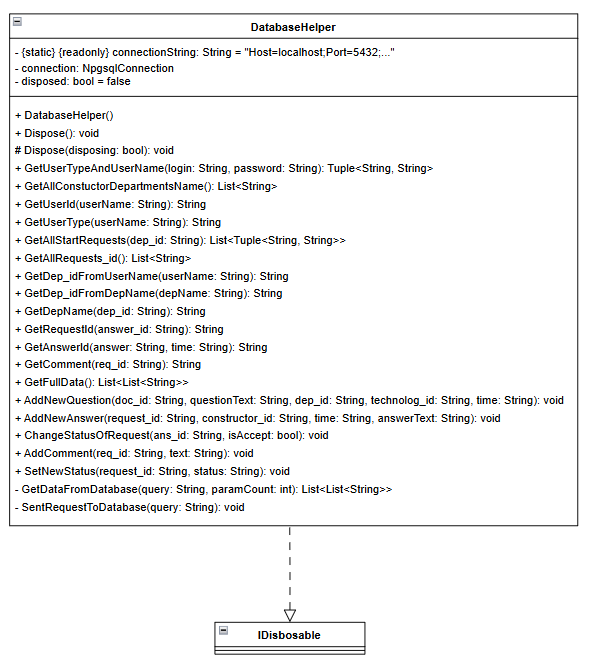 DatabaseHelper
- {static} {readonly} connectionString: String = "Host=localhost;Port=5432;..."
- connection: NpgsqlConnection
- disposed: bool = false
+ DatabaseHelper()
+ Dispose(): void
# Dispose(disposing: bool): void
+ GetUserTypeAndUserName(login: String, password: String): Tuple<String, String>
+ GetAllConstuctorDepartmentsName(): List<String>
+ GetUserId(userName: String): String
+ GetUserType(userName: String): String
+ GetAllStartRequests(dep_id: String): List<Tuple<String, String>>
+ GetAllRequests_id(): List<String>
+ GetDep_idFromUserName(userName: String): String
+ GetDep_idFromDepName(depName: String): String
+ GetDepName(dep_id: String): String
+ GetRequestId(answer_id: String): String
+ GetAnswerId(answer: String, time: String): String
+ GetComment(req_id: String): String
+ GetFullData(): List<List<String>>
+ AddNewQuestion(doc_id: String, questionText: String, dep_id: String, technolog_id: String, time: String): void
+ AddNewAnswer(request_id: String, constructor_id: String, time: String, answerText: String): void
+ ChangeStatusOfRequest(ans_id: String, isAccept: bool): void
+ AddComment(req_id: String, text: String): void
+ SetNewStatus(request_id: String, status: String): void
- GetDataFromDatabase(query: String, paramCount: int): List<List<String>>
- SentRequestToDatabase(query: String): void
IDisbosable